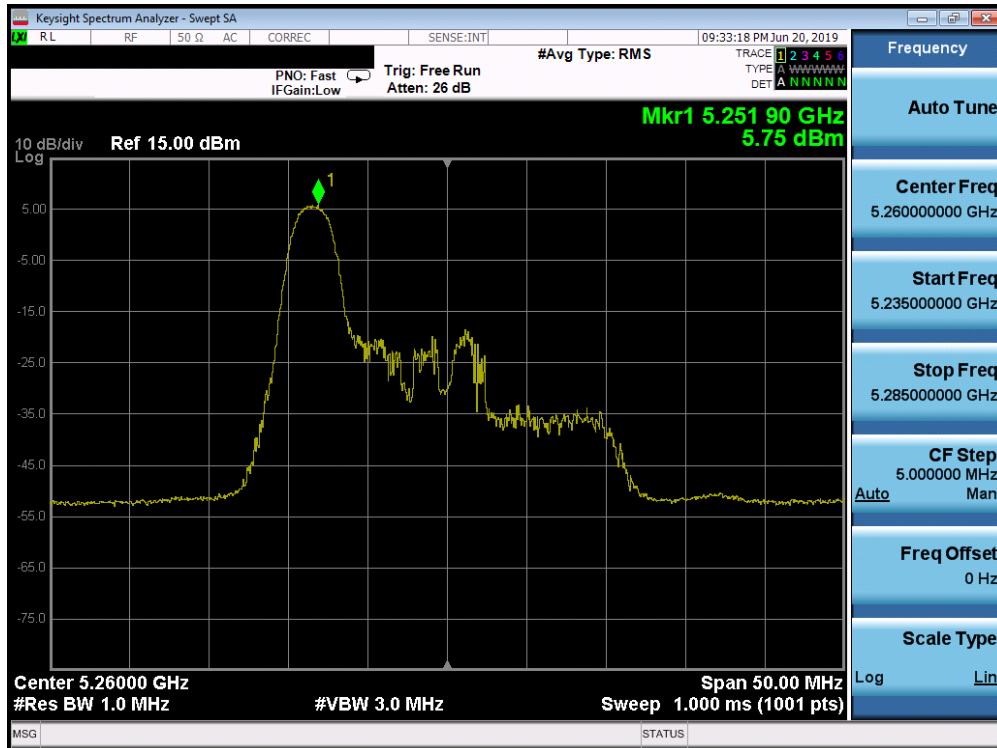 Keysight Spectrum Analyzer - Swept SA
LXI RL RF 50 Ω AC CORREC SENSE:INT 09:33:18 PM Jun 20, 2019
#Avg Type: RMS
TRACE 1 2 3 4 5 6
TYPE A WWWWW
DET A N N N N N
PNO: Fast
IFGain:Low
Trig: Free Run
Atten: 26 dB
Mkr1 5.251 90 GHz
5.75 dBm
10 dB/div
Log
Ref 15.00 dBm
1
5.00
-5.00
-15.0
-25.0
-35.0
-45.0
-55.0
-65.0
-75.0
Center 5.26000 GHz
Span 50.00 MHz
#Res BW 1.0 MHz
#VBW 3.0 MHz
Sweep 1.000 ms (1001 pts)
MSG
STATUS
Frequency
Auto Tune
Center Freq
5.260000000 GHz
Start Freq
5.235000000 GHz
Stop Freq
5.285000000 GHz
CF Step
5.000000 MHz
Auto Man
Freq Offset
0 Hz
Scale Type
Log Lin